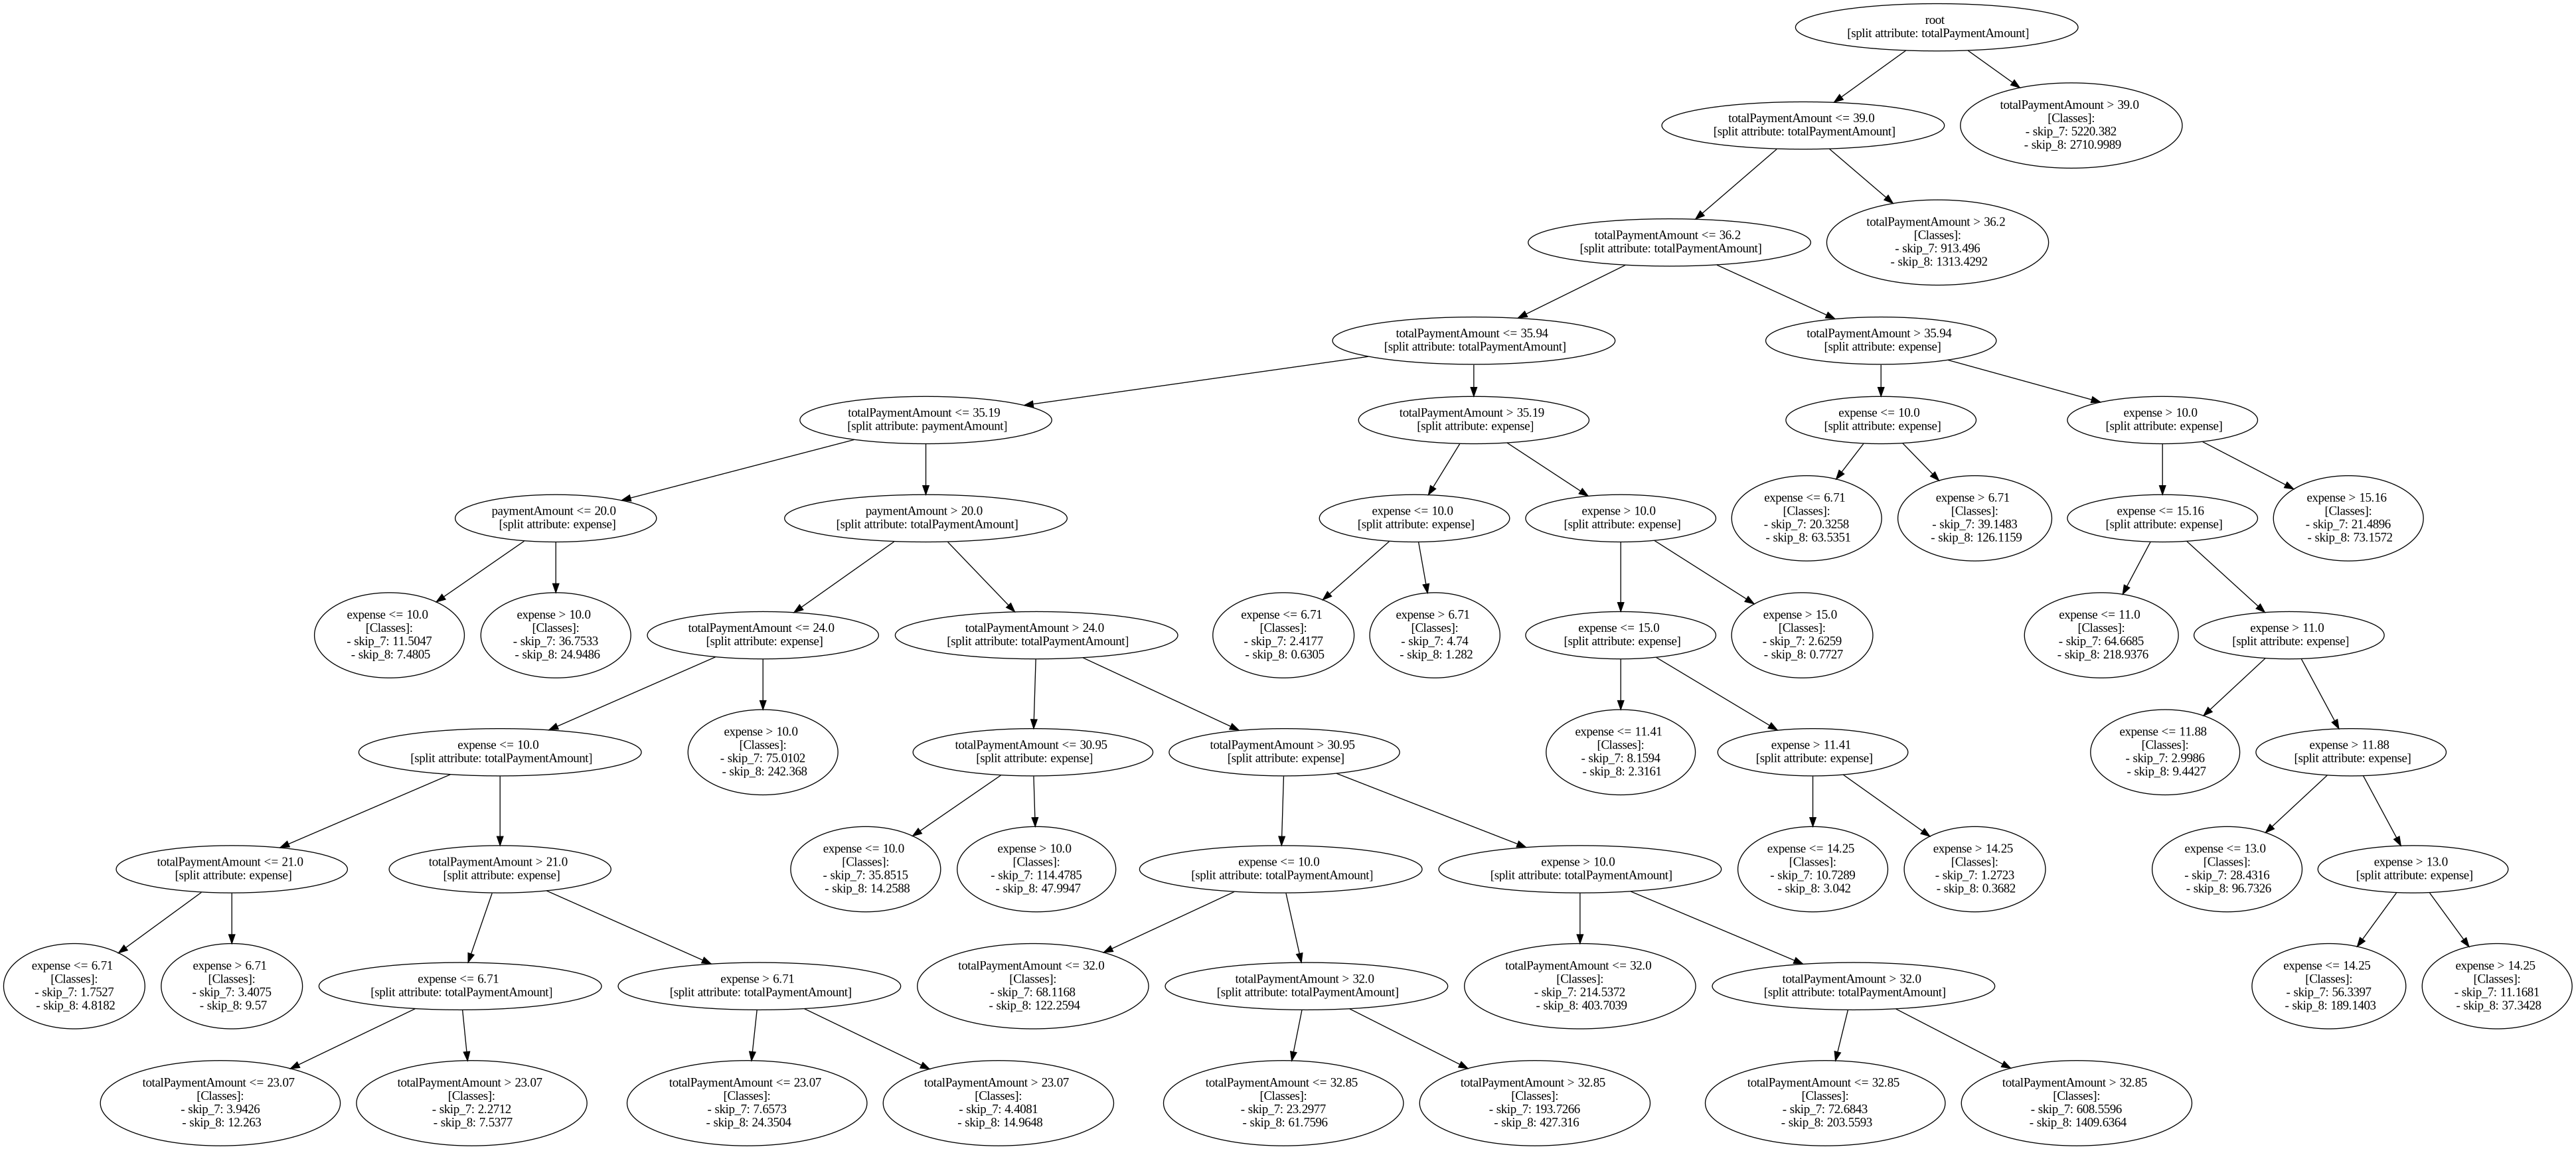 root
[split attribute: totalPaymentAmount]
totalPaymentAmount <= 39.0
[split attribute: totalPaymentAmount]
totalPaymentAmount > 39.0
[Classes]:
- skip_7: 5220.382
- skip_8: 2710.9989
totalPaymentAmount <= 36.2
[split attribute: totalPaymentAmount]
totalPaymentAmount > 36.2
[Classes]:
- skip_7: 913.496
- skip_8: 1313.4292
totalPaymentAmount <= 35.94
[split attribute: totalPaymentAmount]
totalPaymentAmount > 35.94
[split attribute: expense]
totalPaymentAmount <= 35.19
[split attribute: paymentAmount]
totalPaymentAmount > 35.19
[split attribute: expense]
expense <= 10.0
[split attribute: expense]
expense > 10.0
[split attribute: expense]
paymentAmount <= 20.0
[split attribute: expense]
paymentAmount > 20.0
[split attribute: totalPaymentAmount]
expense <= 10.0
[split attribute: expense]
expense > 10.0
[split attribute: expense]
expense <= 6.71
[Classes]:
- skip_7: 20.3258
- skip_8: 63.5351
expense > 6.71
[Classes]:
- skip_7: 39.1483
- skip_8: 126.1159
expense <= 15.16
[split attribute: expense]
expense > 15.16
[Classes]:
- skip_7: 21.4896
- skip_8: 73.1572
expense <= 10.0
[Classes]:
- skip_7: 11.5047
- skip_8: 7.4805
expense > 10.0
[Classes]:
- skip_7: 36.7533
- skip_8: 24.9486
totalPaymentAmount <= 24.0
[split attribute: expense]
totalPaymentAmount > 24.0
[split attribute: totalPaymentAmount]
expense <= 6.71
[Classes]:
- skip_7: 2.4177
- skip_8: 0.6305
expense > 6.71
[Classes]:
- skip_7: 4.74
- skip_8: 1.282
expense <= 15.0
[split attribute: expense]
expense > 15.0
[Classes]:
- skip_7: 2.6259
- skip_8: 0.7727
expense <= 11.0
[Classes]:
- skip_7: 64.6685
- skip_8: 218.9376
expense > 11.0
[split attribute: expense]
expense <= 10.0
[split attribute: totalPaymentAmount]
expense > 10.0
[Classes]:
- skip_7: 75.0102
- skip_8: 242.368
totalPaymentAmount <= 30.95
[split attribute: expense]
totalPaymentAmount > 30.95
[split attribute: expense]
expense <= 11.41
[Classes]:
- skip_7: 8.1594
- skip_8: 2.3161
expense > 11.41
[split attribute: expense]
expense <= 11.88
[Classes]:
- skip_7: 2.9986
- skip_8: 9.4427
expense > 11.88
[split attribute: expense]
totalPaymentAmount <= 21.0
[split attribute: expense]
totalPaymentAmount > 21.0
[split attribute: expense]
expense <= 10.0
[Classes]:
- skip_7: 35.8515
- skip_8: 14.2588
expense > 10.0
[Classes]:
- skip_7: 114.4785
- skip_8: 47.9947
expense <= 10.0
[split attribute: totalPaymentAmount]
expense > 10.0
[split attribute: totalPaymentAmount]
expense <= 14.25
[Classes]:
- skip_7: 10.7289
- skip_8: 3.042
expense > 14.25
[Classes]:
- skip_7: 1.2723
- skip_8: 0.3682
expense <= 13.0
[Classes]:
- skip_7: 28.4316
- skip_8: 96.7326
expense > 13.0
[split attribute: expense]
expense <= 6.71
[Classes]:
- skip_7: 1.7527
- skip_8: 4.8182
expense > 6.71
[Classes]:
- skip_7: 3.4075
- skip_8: 9.57
expense <= 6.71
[split attribute: totalPaymentAmount]
expense > 6.71
[split attribute: totalPaymentAmount]
totalPaymentAmount <= 32.0
[Classes]:
- skip_7: 68.1168
- skip_8: 122.2594
totalPaymentAmount > 32.0
[split attribute: totalPaymentAmount]
totalPaymentAmount <= 32.0
[Classes]:
- skip_7: 214.5372
- skip_8: 403.7039
totalPaymentAmount > 32.0
[split attribute: totalPaymentAmount]
expense <= 14.25
[Classes]:
- skip_7: 56.3397
- skip_8: 189.1403
expense > 14.25
[Classes]:
- skip_7: 11.1681
- skip_8: 37.3428
totalPaymentAmount <= 23.07
[Classes]:
- skip_7: 3.9426
- skip_8: 12.263
totalPaymentAmount > 23.07
[Classes]:
- skip_7: 2.2712
- skip_8: 7.5377
totalPaymentAmount <= 23.07
[Classes]:
- skip_7: 7.6573
- skip_8: 24.3504
totalPaymentAmount > 23.07
[Classes]:
- skip_7: 4.4081
- skip_8: 14.9648
totalPaymentAmount <= 32.85
[Classes]:
- skip_7: 23.2977
- skip_8: 61.7596
totalPaymentAmount > 32.85
[Classes]:
- skip_7: 193.7266
- skip_8: 427.316
totalPaymentAmount <= 32.85
[Classes]:
- skip_7: 72.6843
- skip_8: 203.5593
totalPaymentAmount > 32.85
[Classes]:
- skip_7: 608.5596
- skip_8: 1409.6364